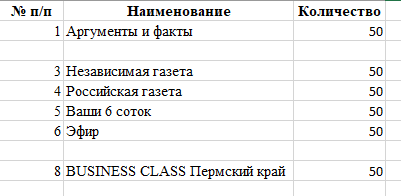 № п/п Наименование Количество
1 Аргументы и факты 50
3 Независимая газета 50
4 Российская газета 50
5 Ваши 6 соток 50
6 Эфир 50
8 BUSINESS CLASS Пермский край 50